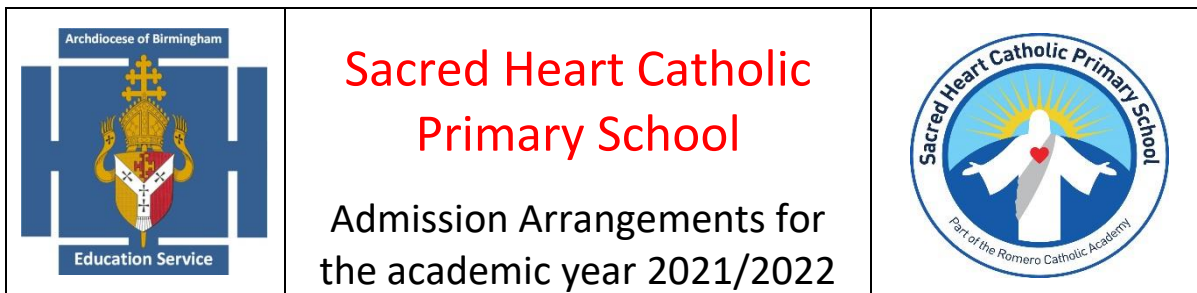 Archdiocese of Birmingham
Education Service
Sacred Heart Catholic
Primary School
Admission Arrangements for
the academic year 2021/2022
Sacred Heart Catholic Primary School
Part of the Romero Catholic Academy